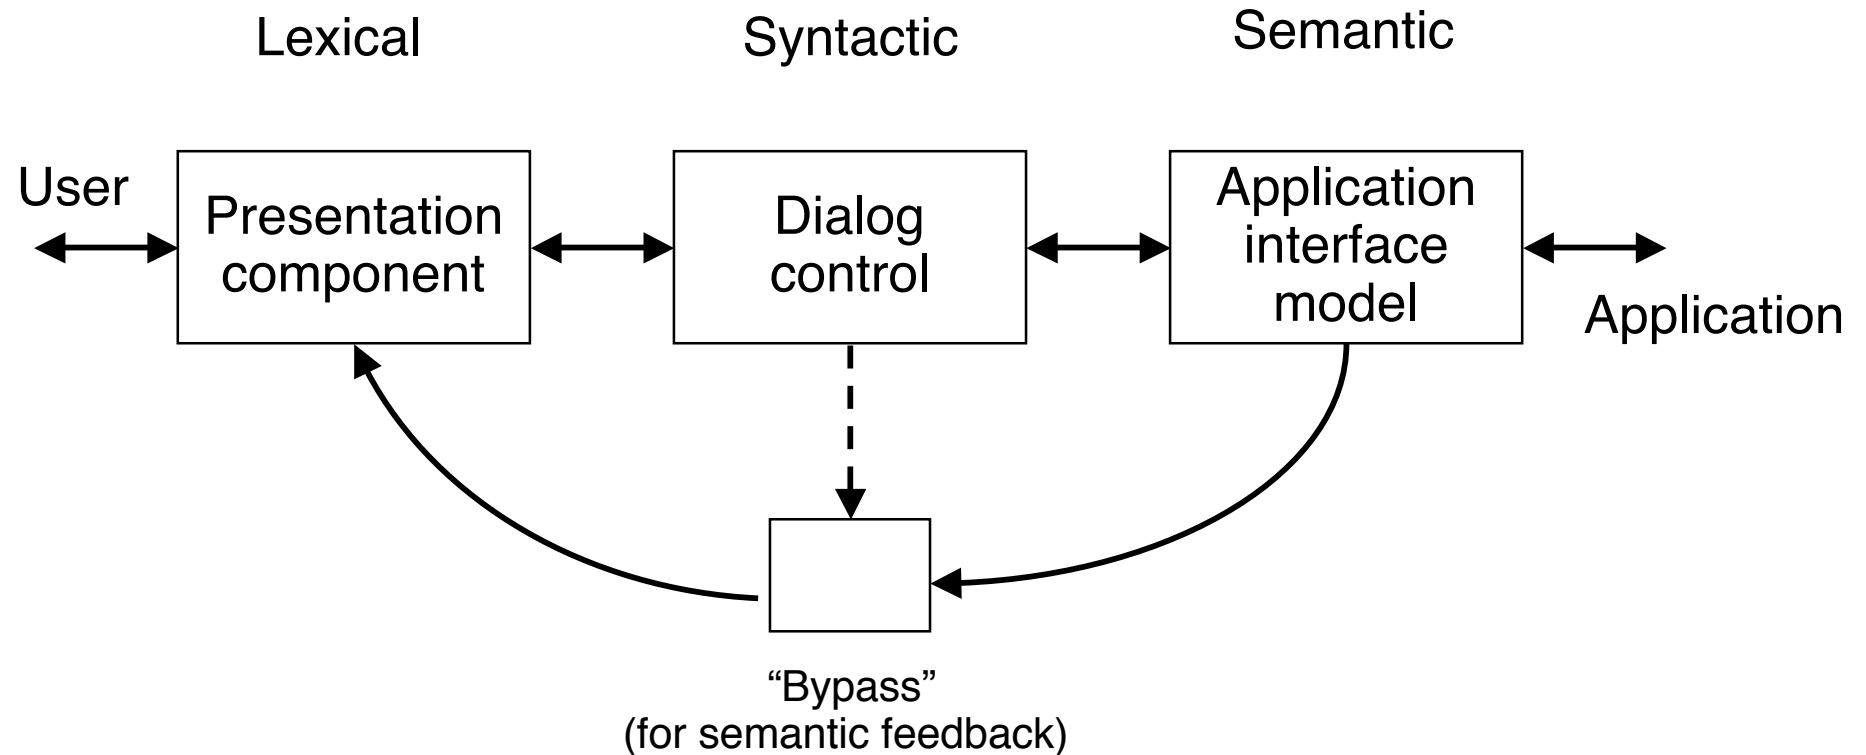 Lexical
Syntactic
Semantic
User
Presentation
component
Dialog
control
Application
interface
model
Application
“Bypass”
(for semantic feedback)